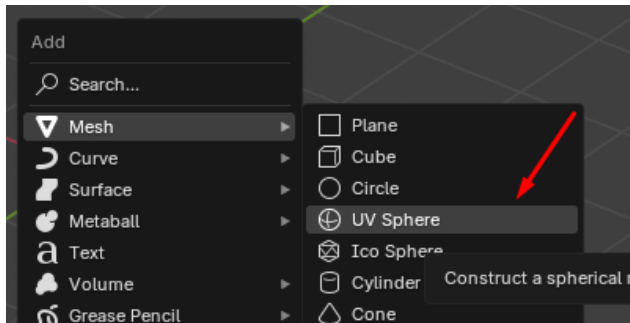 Add
Search...
Mesh
Curve
Surface
Metaball
Text
Volume
Grease Pencil
Plane
Cube
Circle
UV Sphere
Ico Sphere
Cylinder
Cone
Construct a spherical